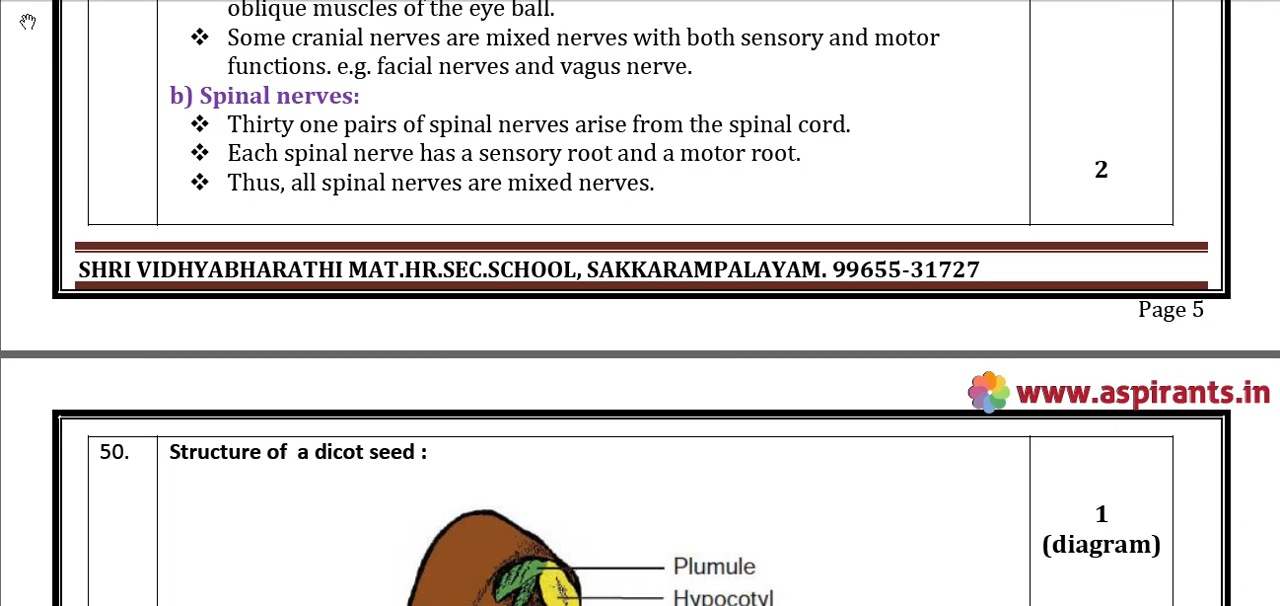 oblique muscles of the eye ball.
❖ Some cranial nerves are mixed nerves with both sensory and motor
functions. e.g. facial nerves and vagus nerve.
b) Spinal nerves:
❖ Thirty one pairs of spinal nerves arise from the spinal cord.
❖ Each spinal nerve has a sensory root and a motor root.
❖ Thus, all spinal nerves are mixed nerves.
2
SHRI VIDHYABHARATHI MAT.HR.SEC.SCHOOL, SAKKARAMPALAYAM. 99655-31727
Page 5
www.aspirants.in
50. Structure of a dicot seed :
1
(diagram)
Plumule
Hypocotyl